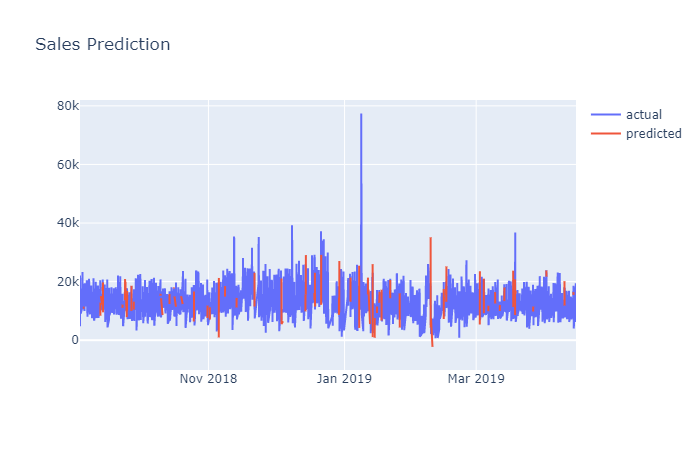 Sales Prediction
80k
60k
40k
20k
0
Nov 2018
Jan 2019
Mar 2019
actual
predicted